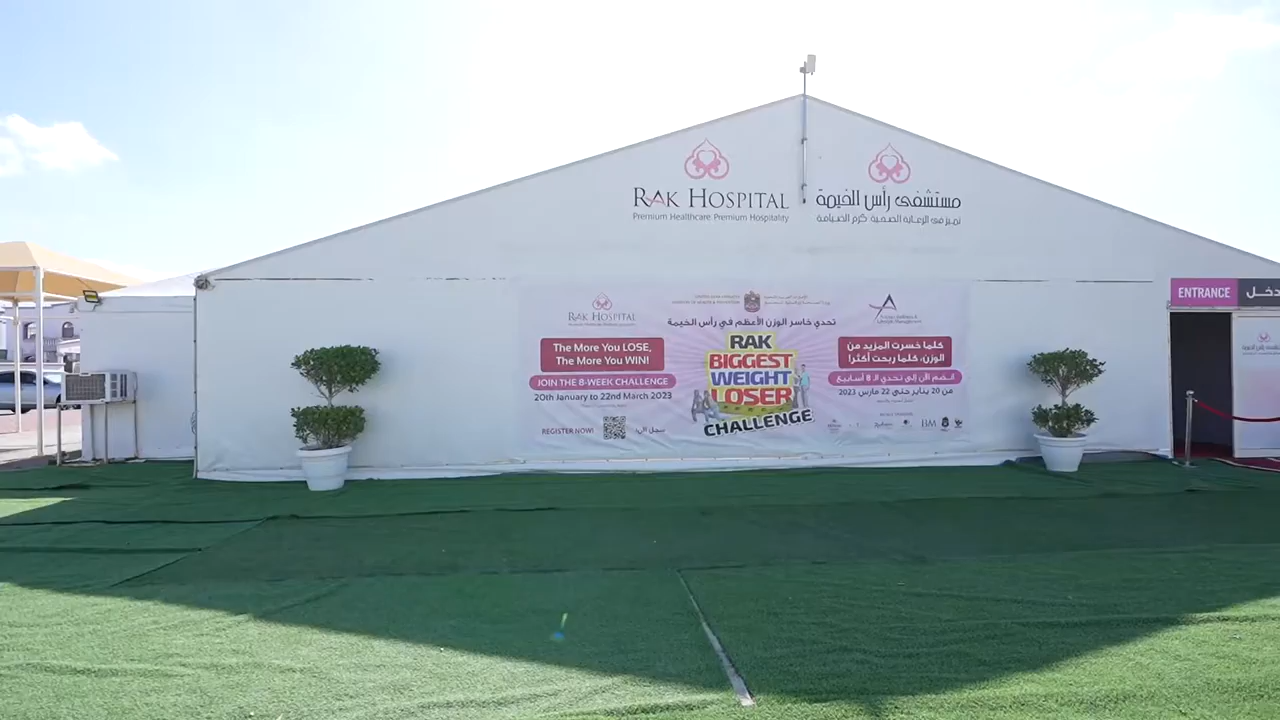 RAK HOSPITAL
Premium Healthcare Premium Hospitality
مستشفى رأس الخيمة
تميز في الرعاية الصحية، كرم الضيافة
ENTRANCE
RAK HOSPITAL
تحدي خاسر الوزن الأعظم في رأس الخيمة
The More You LOSE,
The More You WIN!
JOIN THE 8-WEEK CHALLENGE
20th January to 22nd March 2023
REGISTER NOW!
سجل الآن
RAK
BIGGEST
WEIGHT
LOSER
CHALLENGE
كلما خسرت المزيد من
الوزن، كلما ربحت أكثر!
انضم الآن إلى تحدي الـ 8 أسابيع
من 20 يناير حتى 22 مارس 2023